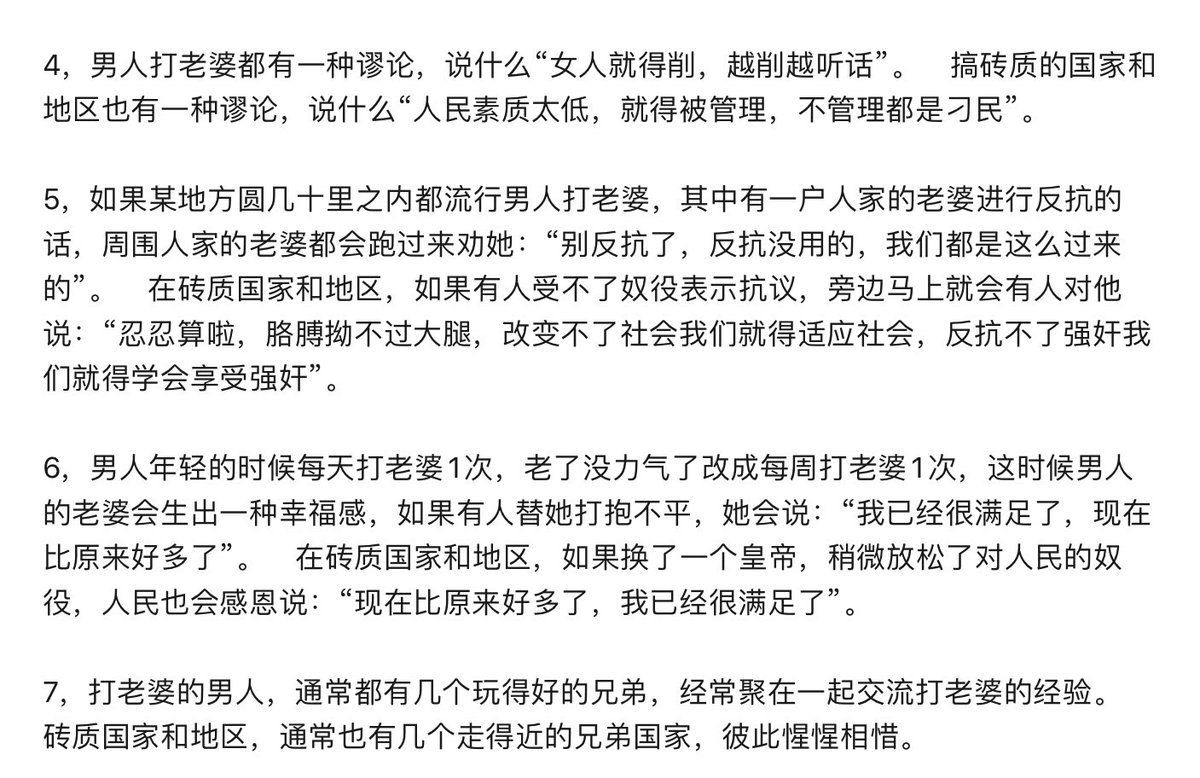 4，男人打老婆都有一种谬论，说什么“女人就得削，越削越听话”。　搞砖质的国家和
地区也有一种谬论，说什么“人民素质太低，就得被管理，不管理都是刁民”。
5，如果某地方圆几十里之内都流行男人打老婆，其中有一户人家的老婆进行反抗的
话，周围人家的老婆都会跑过来劝她：“别反抗了，反抗没用的，我们都是这么过来
的”。　在砖质国家和地区，如果有人受不了奴役表示抗议，旁边马上就会有人对他
说：“忍忍算啦，胳膊拗不过大腿，改变不了社会我们就得适应社会，反抗不了强奸我
们就得学会享受强奸”。
6，男人年轻的时候每天打老婆1次，老了没力气了改成每周打老婆1次，这时候男人
的老婆会生出一种幸福感，如果有人替她打抱不平，她会说：“我已经很满足了，现在
比原来好多了”。　在砖质国家和地区，如果换了一个皇帝，稍微放松了对人民的奴
役，人民也会感恩说：“现在比原来好多了，我已经很满足了”。
7，打老婆的男人，通常都有几个玩得好的兄弟，经常聚在一起交流打老婆的经验。
砖质国家和地区，通常也有几个走得近的兄弟国家，彼此惺惺相惜。